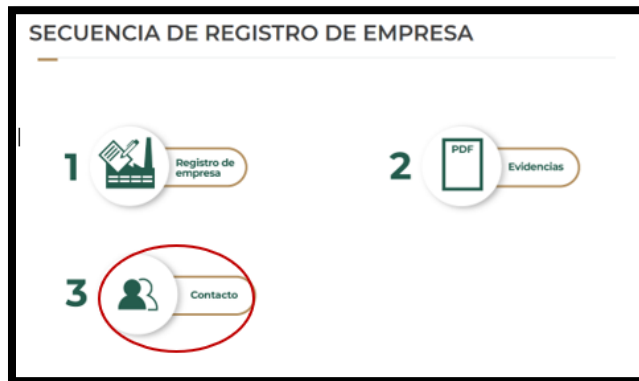 SECUENCIA DE REGISTRO DE EMPRESA
1
Registro de
empresa
2
PDF
Evidencias
3
Contacto